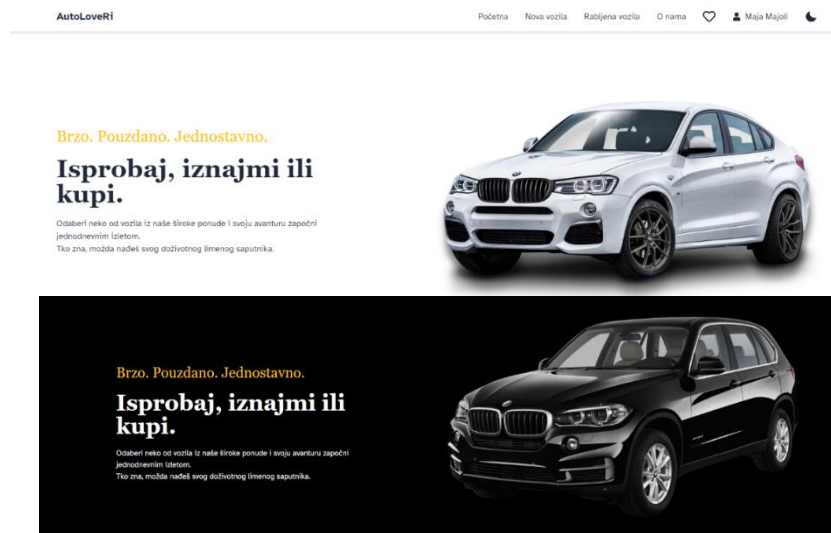 AutoLoveRi
Početna Nova vozila Rabljena vozila O nama Maja Majoli
Brzo. Pouzdano. Jednostavno.
Isprobaj, iznajmi ili
kupi.
Odaberi neko od vozila iz naše široke ponude i svoju avanturu započni
jednodnevnim izletom.
Tko zna, možda nađeš svog doživotnog limenog saputnika.
Brzo. Pouzdano. Jednostavno.
Isprobaj, iznajmi ili
kupi.
Odaberi neko od vozila iz naše široke ponude i svoju avanturu započni
jednodnevnim izletom.
Tko zna, možda nađeš svog doživotnog limenog saputnika.